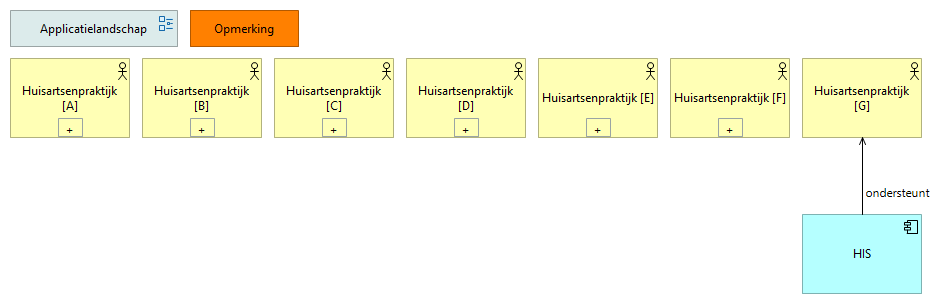 Applicatielandschap
Opmerking
Huisartsenpraktijk
[A]
+
Huisartsenpraktijk
[B]
+
Huisartsenpraktijk
[C]
+
Huisartsenpraktijk
[D]
+
Huisartsenpraktijk [E]
+
Huisartsenpraktijk [F]
+
Huisartsenpraktijk
[G]
ondersteunt
HIS